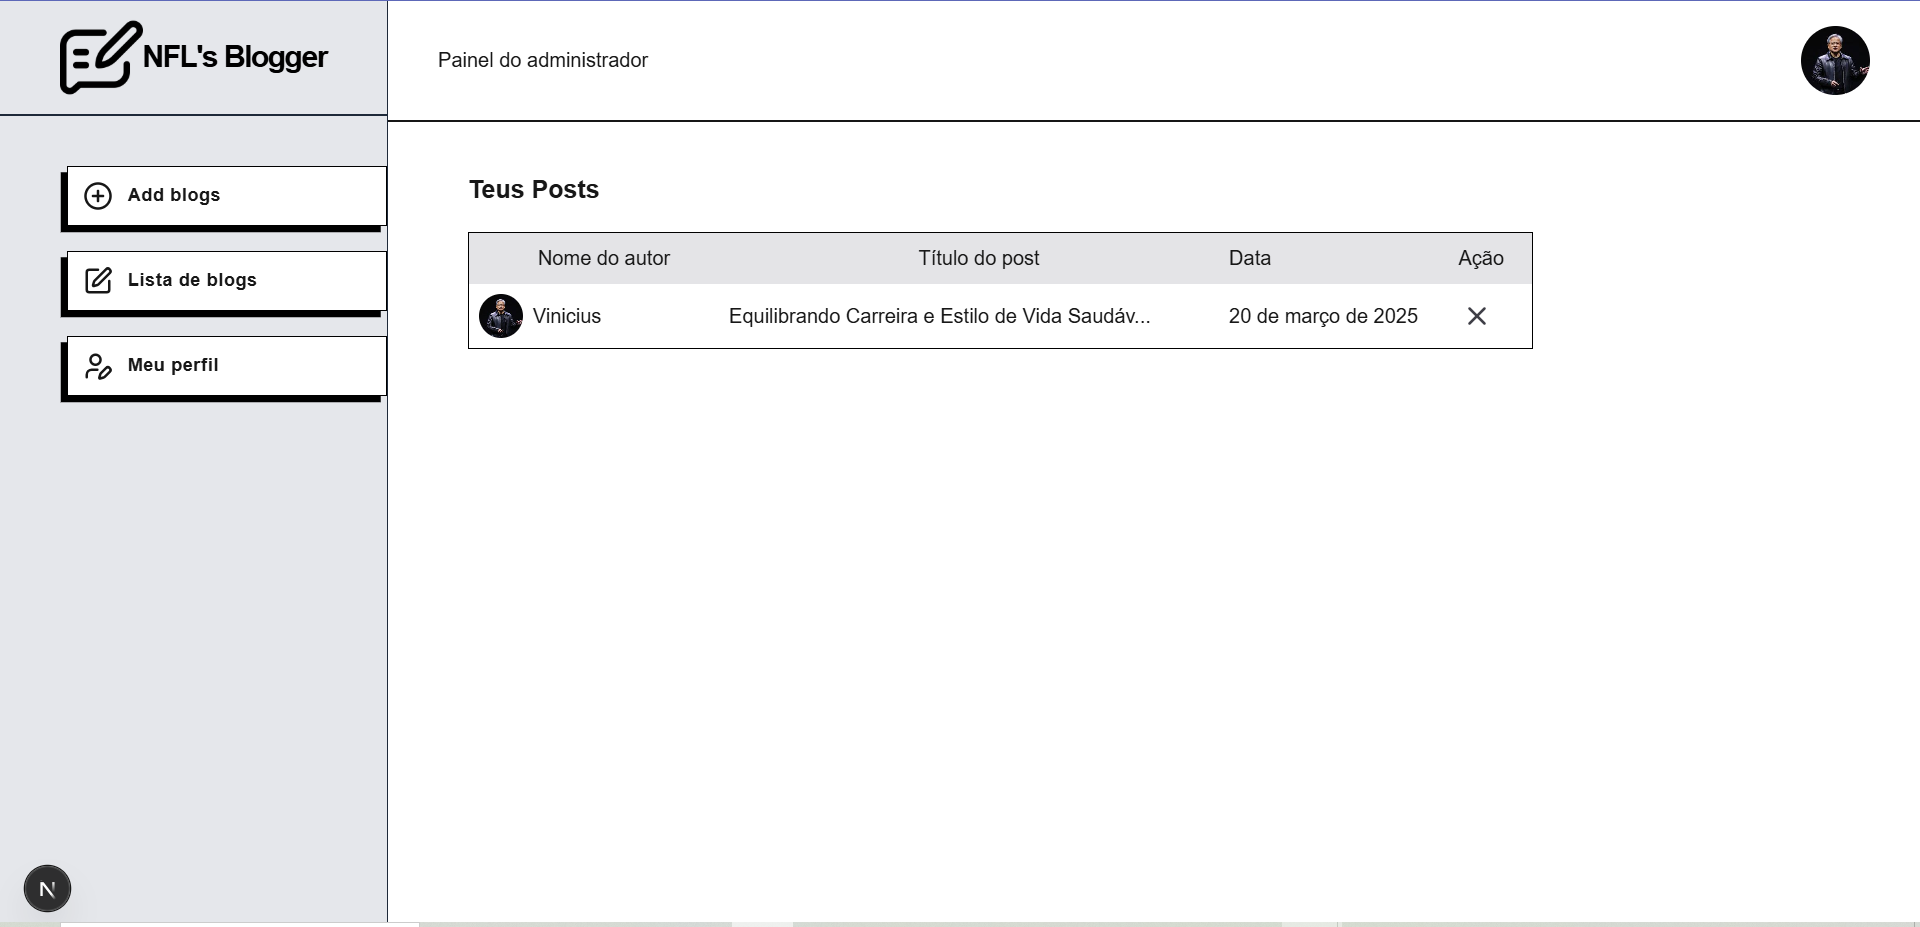 NFL's Blogger
Painel do administrador
Add blogs
Lista de blogs
Meu perfil
Teus Posts
Nome do autor Título do post Data Ação
Vinicius Equilibrando Carreira e Estilo de Vida Saudáv... 20 de março de 2025
N